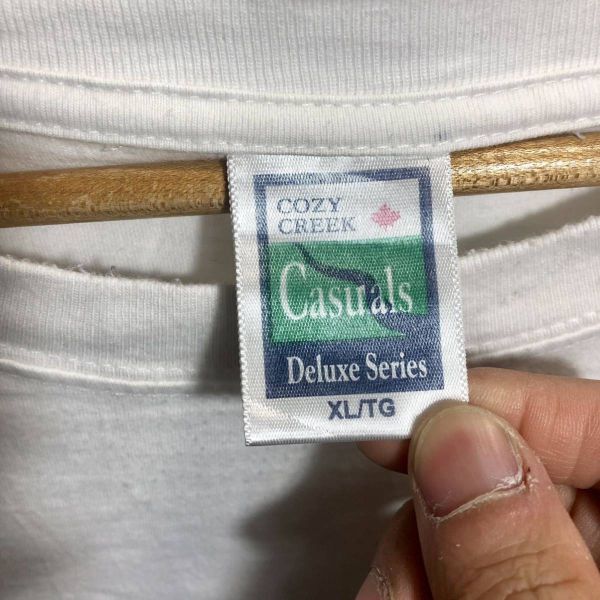 COZY
CREEK
Casuals
Deluxe Series
XL/TG